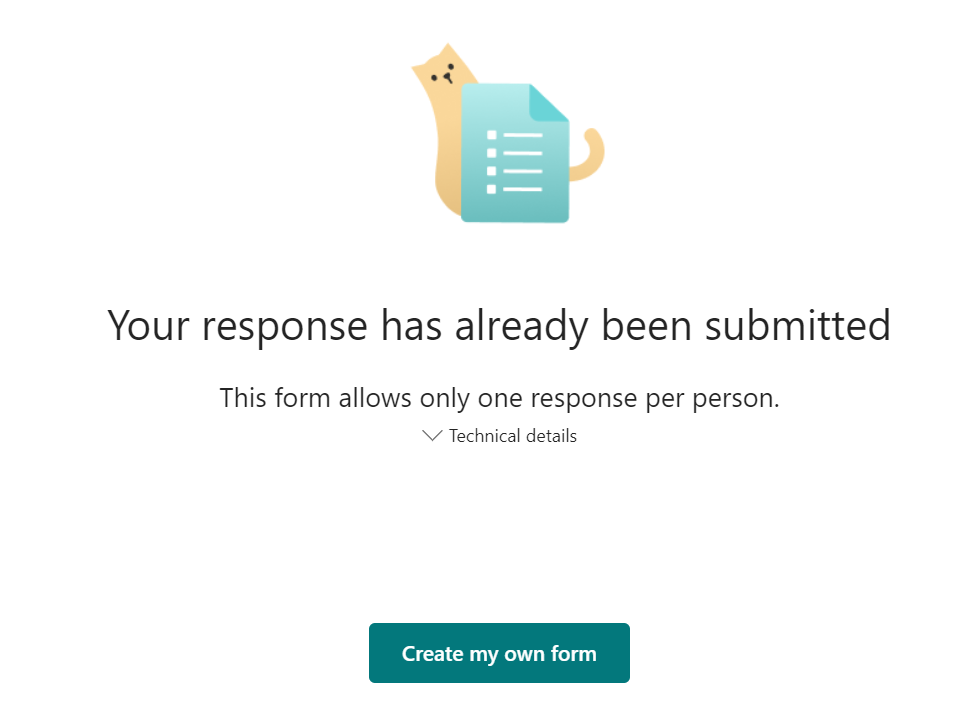 Your response has already been submitted
This form allows only one response per person.
Technical details
Create my own form